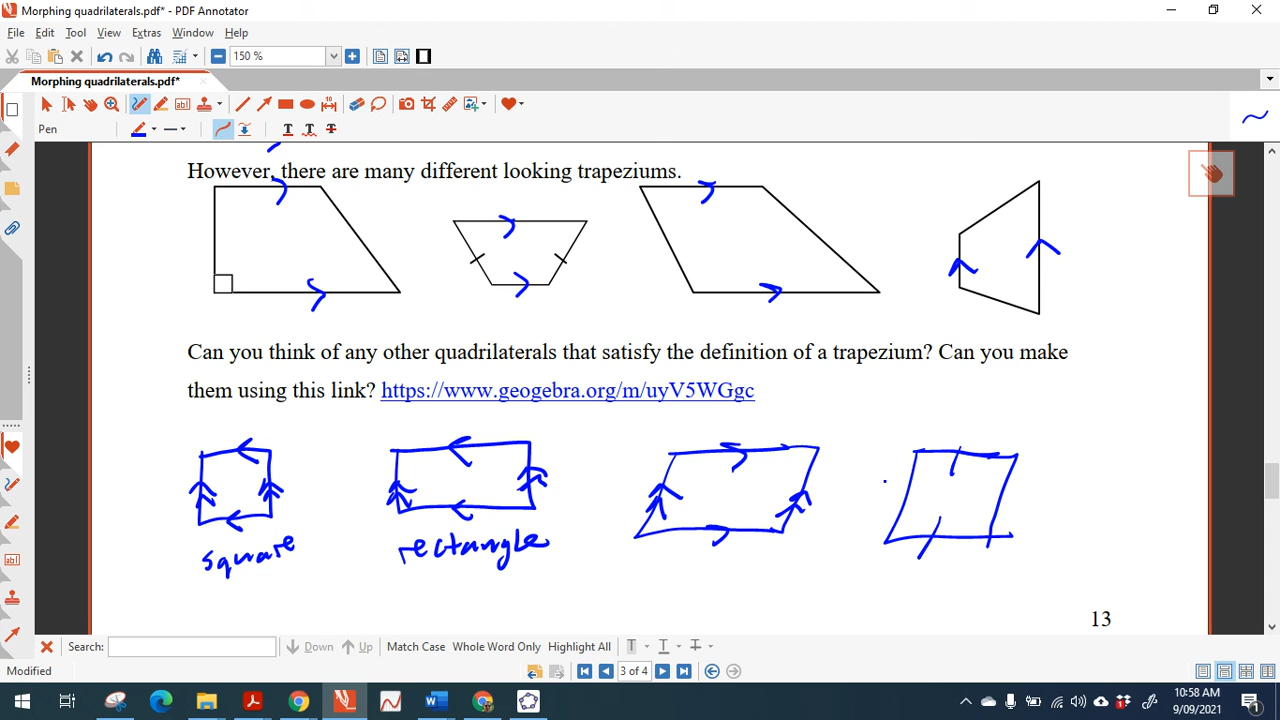 Morphing quadrilaterals.pdf* - PDF Annotator
File Edit Tool View Extras Window Help
150 %
Morphing quadrilaterals.pdf*
Pen
However, there are many different looking trapeziums.
Can you think of any other quadrilaterals that satisfy the definition of a trapezium? Can you make
them using this link? https://www.geogebra.org/m/uyV5WGgc
square
rectangle
13
Search: Down Up Match Case Whole Word Only Highlight All T T T
Modified
3 of 4
10:58 AM
9/09/2021